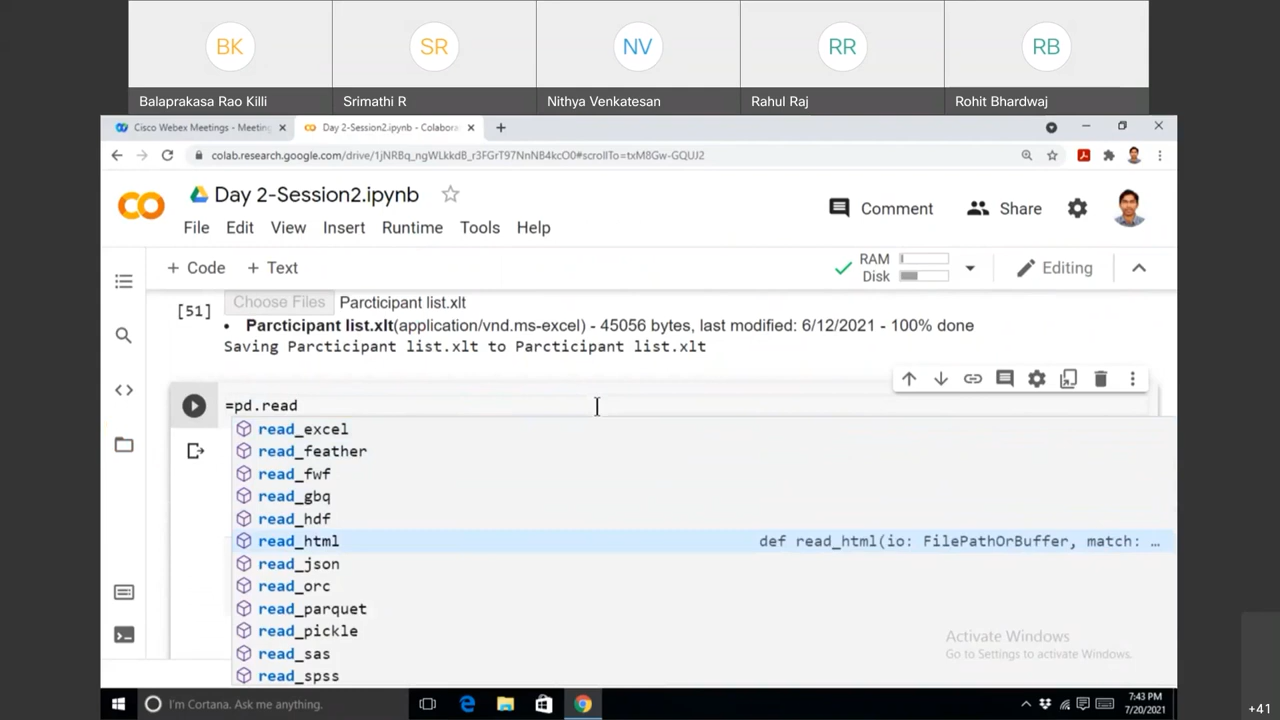 BK
SR
NV
RR
RB
Balaprakasa Rao Killi
Srimathi R
Nithya Venkatesan
Rahul Raj
Rohit Bhardwaj
Cisco Webex Meetings - Meeting
Day 2-Session2.ipynb - Colabora
colab.research.google.com/drive/1jNRBq_ngWLkkdB_r3FGrT97NnNB4kcO0#scrollTo=txM8Gw-GQUJ2
CO
Day 2-Session2.ipynb
Comment
Share
File Edit View Insert Runtime Tools Help
+ Code + Text
RAM
Disk
Editing
[51]
Choose Files Parcticipant list.xlt
• Parcticipant list.xlt(application/vnd.ms-excel) - 45056 bytes, last modified: 6/12/2021 - 100% done
Saving Parcticipant list.xlt to Parcticipant list.xlt
=pd.read
read_excel
read_feather
read_fwf
read_gbq
read_hdf
read_html def read_html(io: FilePathOrBuffer, match: …
read_json
read_orc
read_parquet
read_pickle
read_sas
read_spss
Activate Windows
Go to Settings to activate Windows.
I'm Cortana. Ask me anything.
7:43 PM
7/20/2021
+41